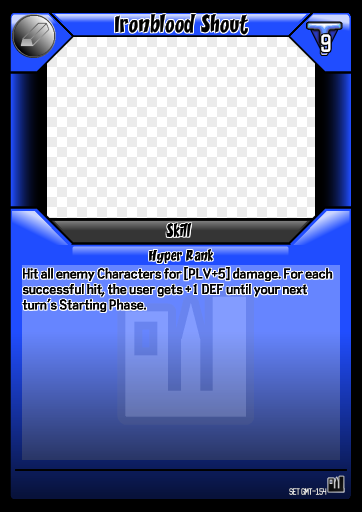 Ironblood Shout
9
Skill
Hyper Rank
Hit all enemy Characters for [PLV+5] damage. For each
successful hit, the user gets +1 DEF until your next
turn's Starting Phase.
SET GMT-154